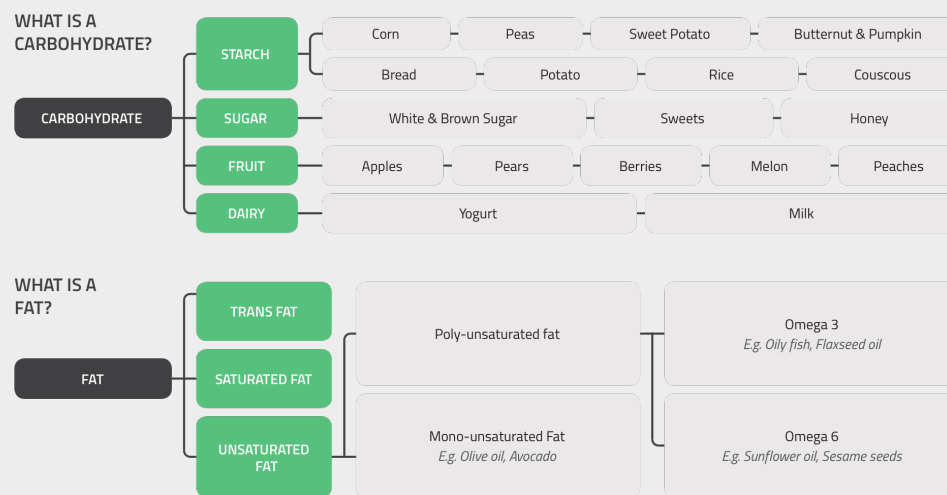 WHAT IS A
CARBOHYDRATE?
CARBOHYDRATE
STARCH
Corn
Peas
Sweet Potato
Butternut & Pumpkin
Bread
Potato
Rice
Couscous
SUGAR
White & Brown Sugar
Sweets
Honey
FRUIT
Apples
Pears
Berries
Melon
Peaches
DAIRY
Yogurt
Milk
WHAT IS A
FAT?
FAT
TRANS FAT
SATURATED FAT
UNSATURATED
FAT
Poly-unsaturated fat
Omega 3
E.g. Oily fish, Flaxseed oil
Mono-unsaturated Fat
E.g. Olive oil, Avocado
Omega 6
E.g. Sunflower oil, Sesame seeds